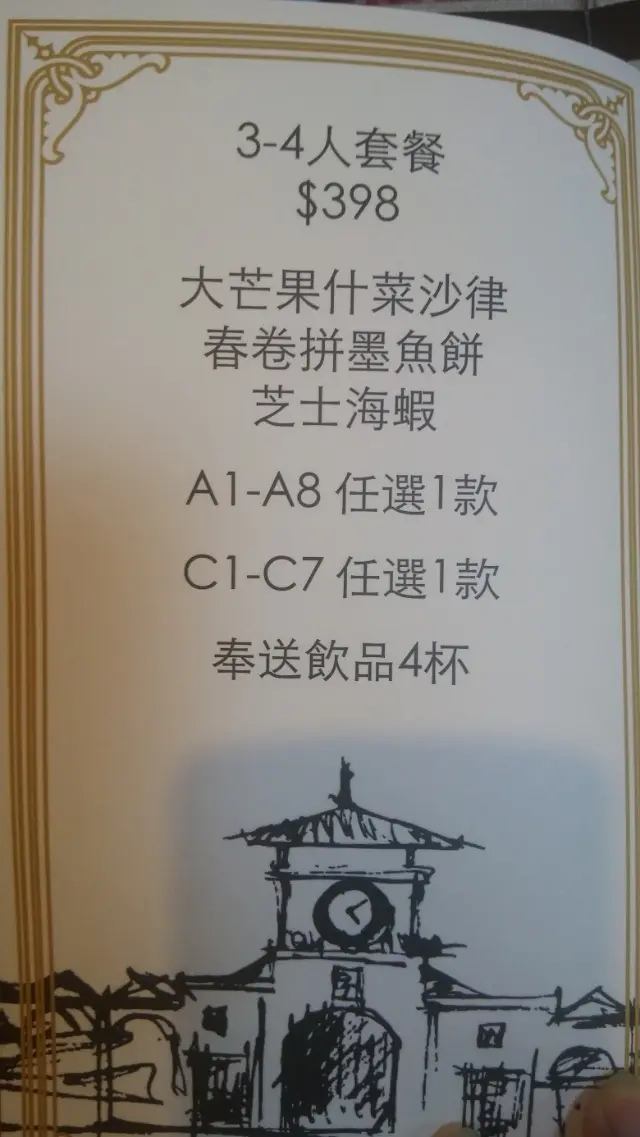 3-4人套餐
$398
大芒果什菜沙律
春卷拼墨魚餅
芝士海蝦
A1-A8 任選1款
C1-C7 任選1款
奉送飲品4杯